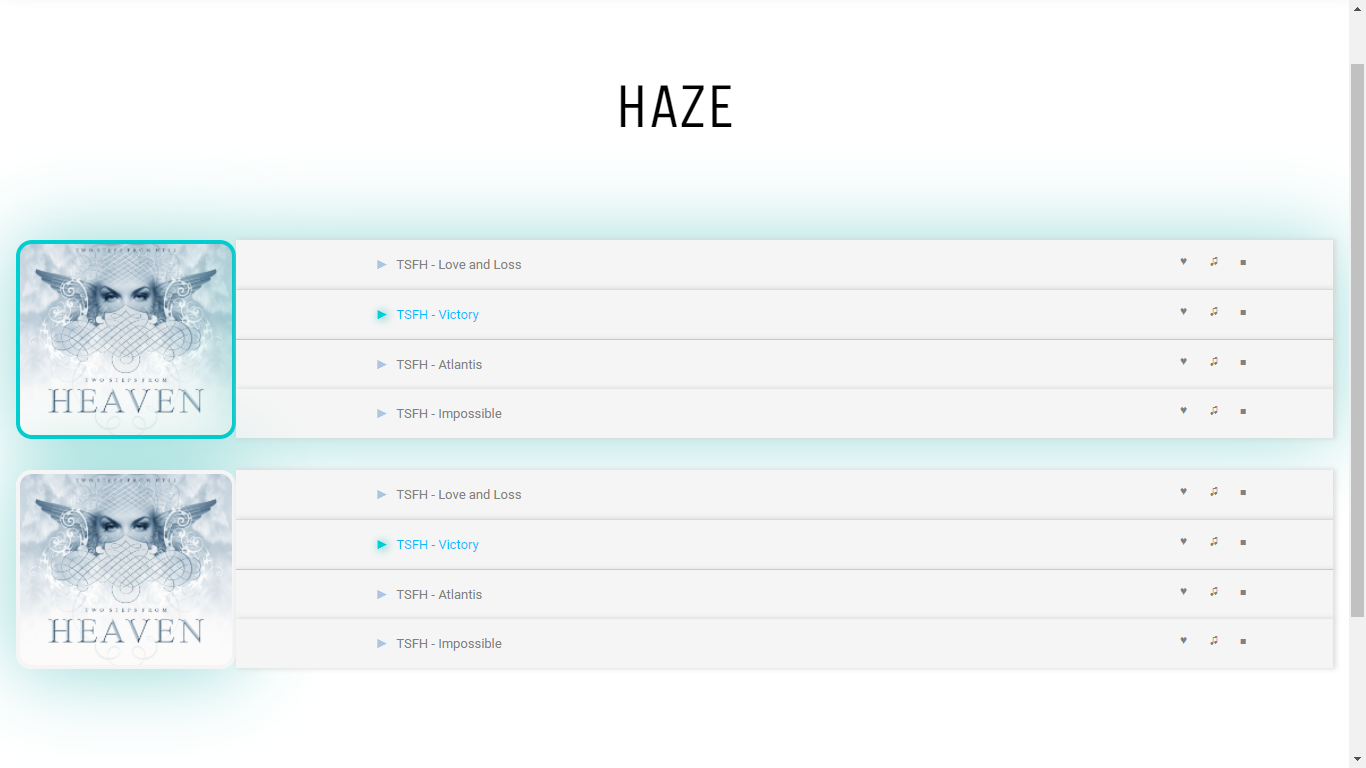 HAZE
TWO STEPS FROM HELL
TWO STEPS FROM
HEAVEN
▶ TSFH - Love and Loss ♥ ♫ ■
▶ TSFH - Victory ♥ ♫ ■
▶ TSFH - Atlantis ♥ ♫ ■
▶ TSFH - Impossible ♥ ♫ ■
TWO STEPS FROM HELL
TWO STEPS FROM
HEAVEN
▶ TSFH - Love and Loss ♥ ♫ ■
▶ TSFH - Victory ♥ ♫ ■
▶ TSFH - Atlantis ♥ ♫ ■
▶ TSFH - Impossible ♥ ♫ ■